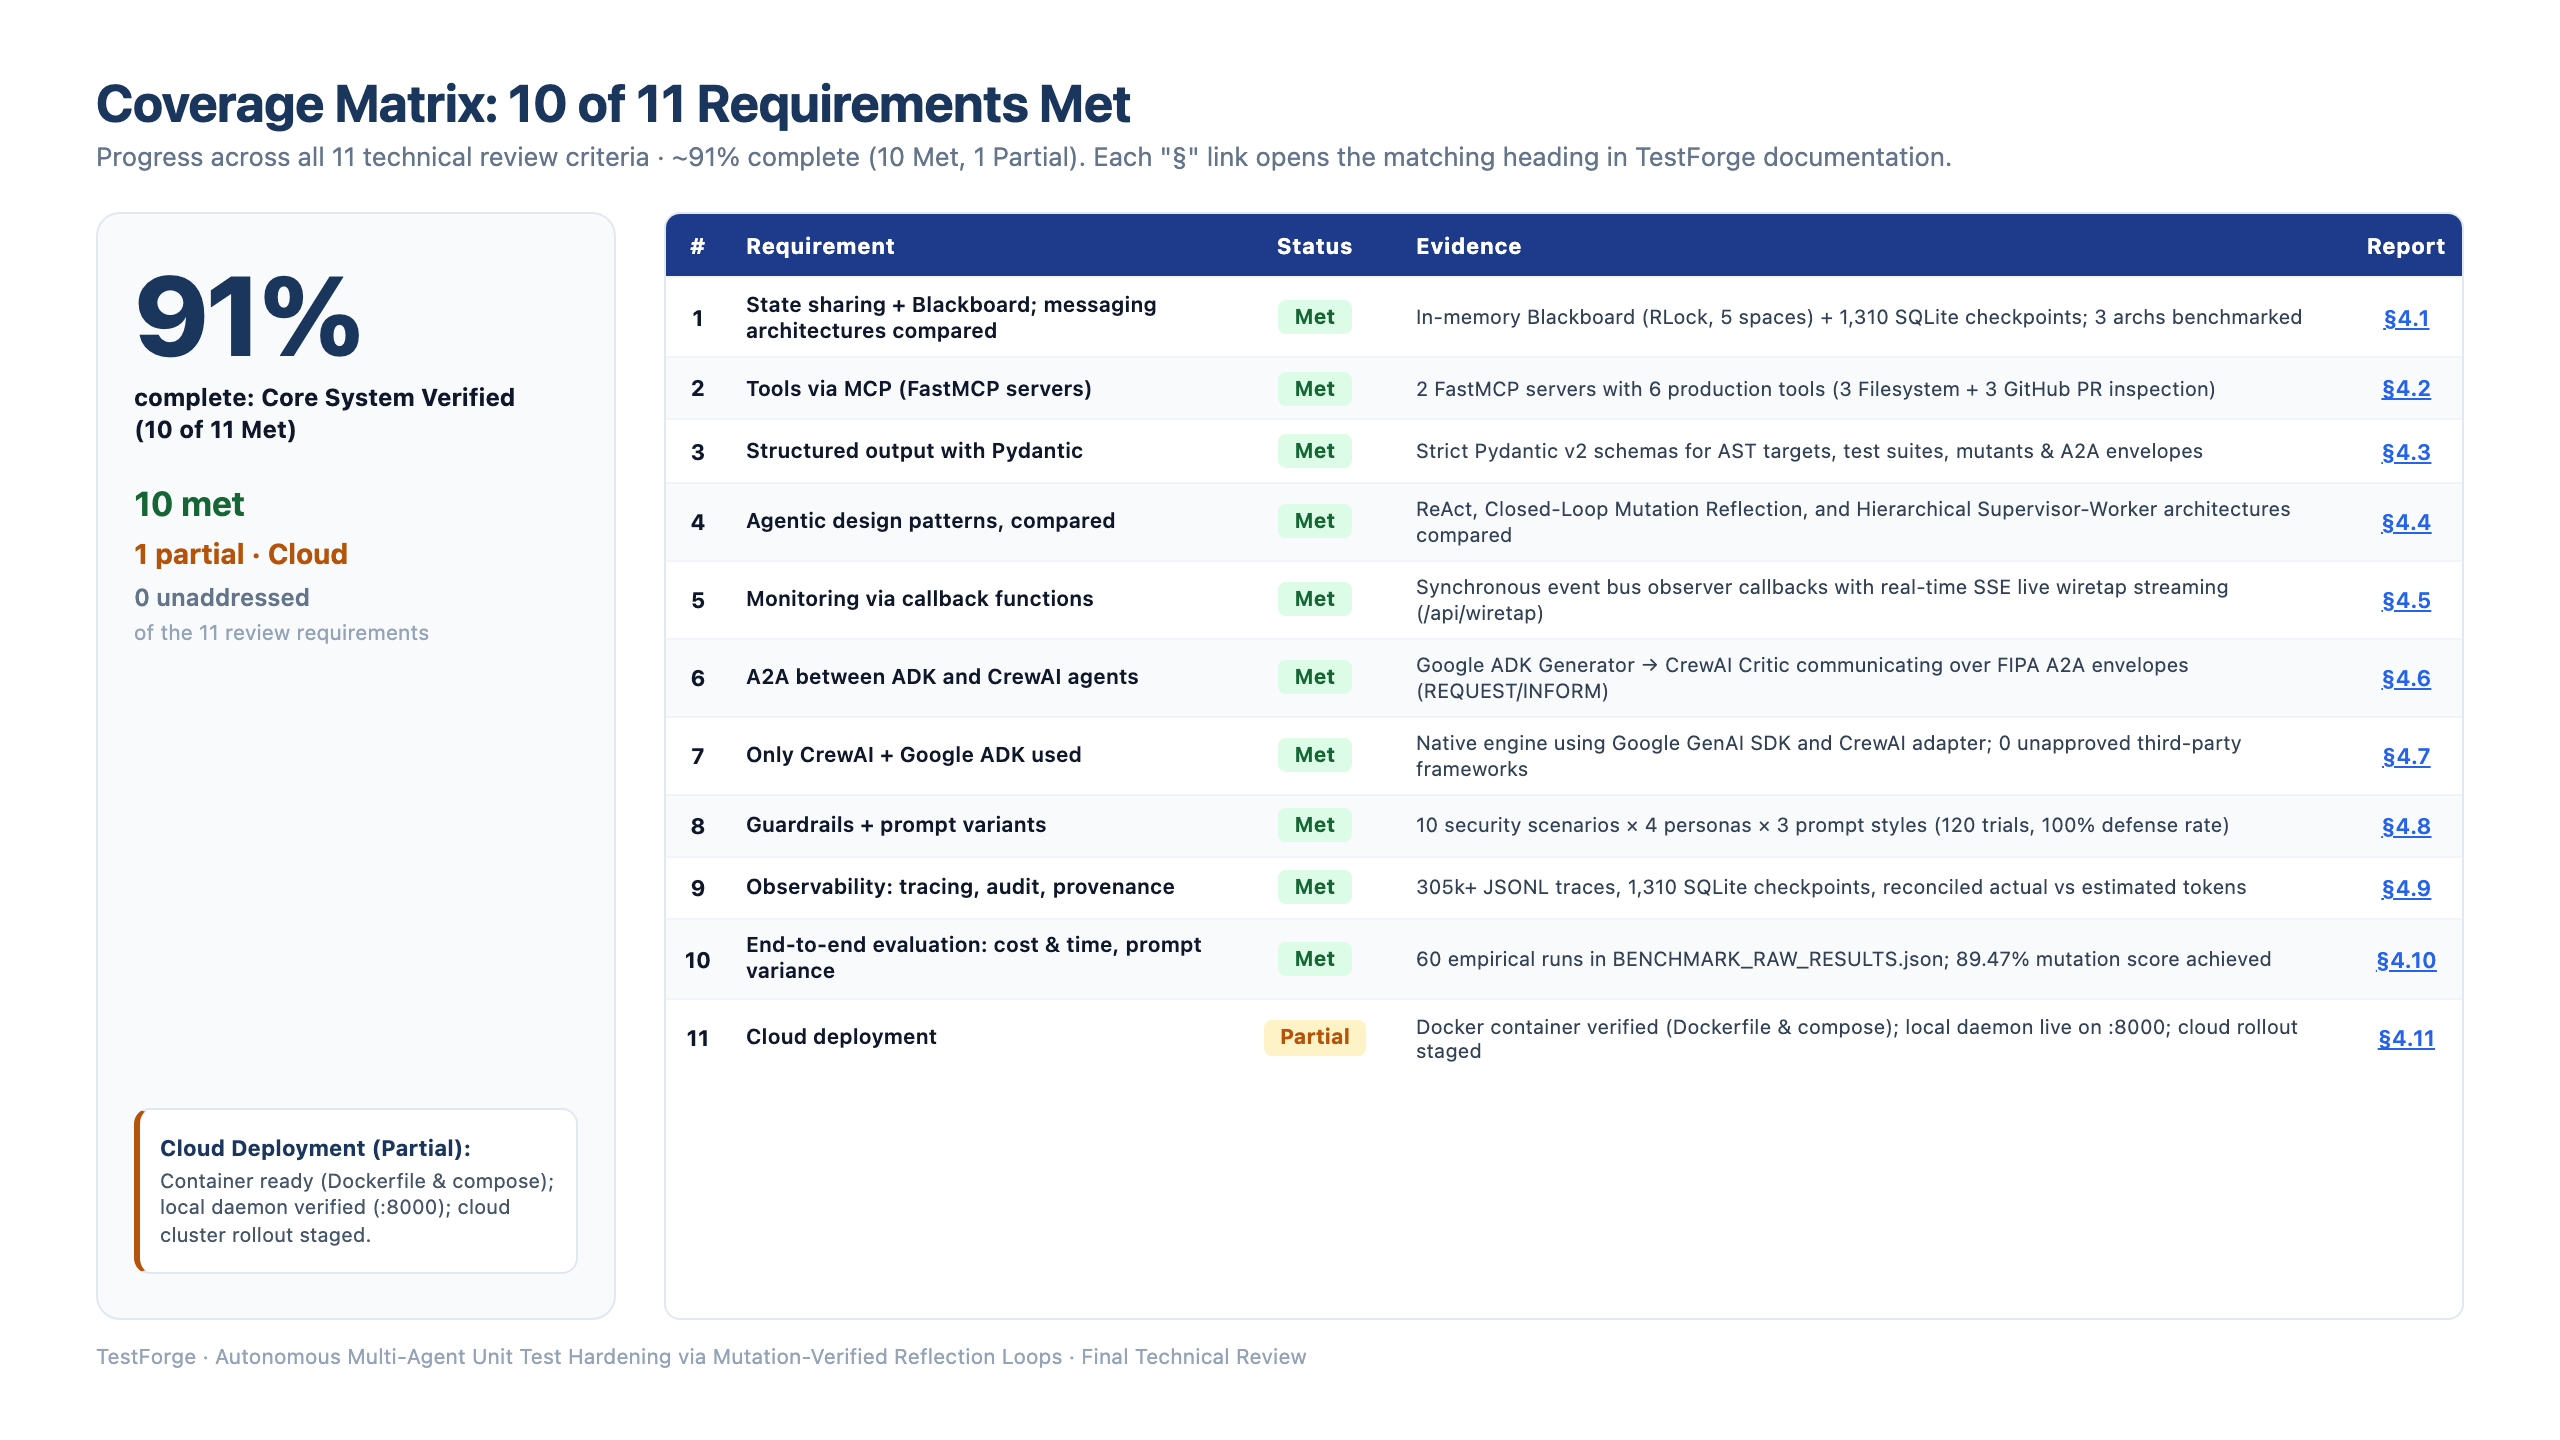 Coverage Matrix: 10 of 11 Requirements Met
Progress across all 11 technical review criteria · ~91% complete (10 Met, 1 Partial). Each "§" link opens the matching heading in TestForge documentation.
91%
complete: Core System Verified
(10 of 11 Met)
10 met
1 partial · Cloud
0 unaddressed
of the 11 review requirements
Cloud Deployment (Partial):
Container ready (Dockerfile & compose);
local daemon verified (:8000); cloud
cluster rollout staged.
# Requirement Status Evidence Report
1 State sharing + Blackboard; messaging
architectures compared Met In-memory Blackboard (RLock, 5 spaces) + 1,310 SQLite checkpoints; 3 archs benchmarked §4.1
2 Tools via MCP (FastMCP servers) Met 2 FastMCP servers with 6 production tools (3 Filesystem + 3 GitHub PR inspection) §4.2
3 Structured output with Pydantic Met Strict Pydantic v2 schemas for AST targets, test suites, mutants & A2A envelopes §4.3
4 Agentic design patterns, compared Met ReAct, Closed-Loop Mutation Reflection, and Hierarchical Supervisor-Worker architectures
compared §4.4
5 Monitoring via callback functions Met Synchronous event bus observer callbacks with real-time SSE live wiretap streaming
(/api/wiretap) §4.5
6 A2A between ADK and CrewAI agents Met Google ADK Generator → CrewAI Critic communicating over FIPA A2A envelopes
(REQUEST/INFORM) §4.6
7 Only CrewAI + Google ADK used Met Native engine using Google GenAI SDK and CrewAI adapter; 0 unapproved third-party
frameworks §4.7
8 Guardrails + prompt variants Met 10 security scenarios × 4 personas × 3 prompt styles (120 trials, 100% defense rate) §4.8
9 Observability: tracing, audit, provenance Met 305k+ JSONL traces, 1,310 SQLite checkpoints, reconciled actual vs estimated tokens §4.9
10 End-to-end evaluation: cost & time, prompt
variance Met 60 empirical runs in BENCHMARK_RAW_RESULTS.json; 89.47% mutation score achieved §4.10
11 Cloud deployment Partial Docker container verified (Dockerfile & compose); local daemon live on :8000; cloud rollout
staged §4.11
TestForge · Autonomous Multi-Agent Unit Test Hardening via Mutation-Verified Reflection Loops · Final Technical Review